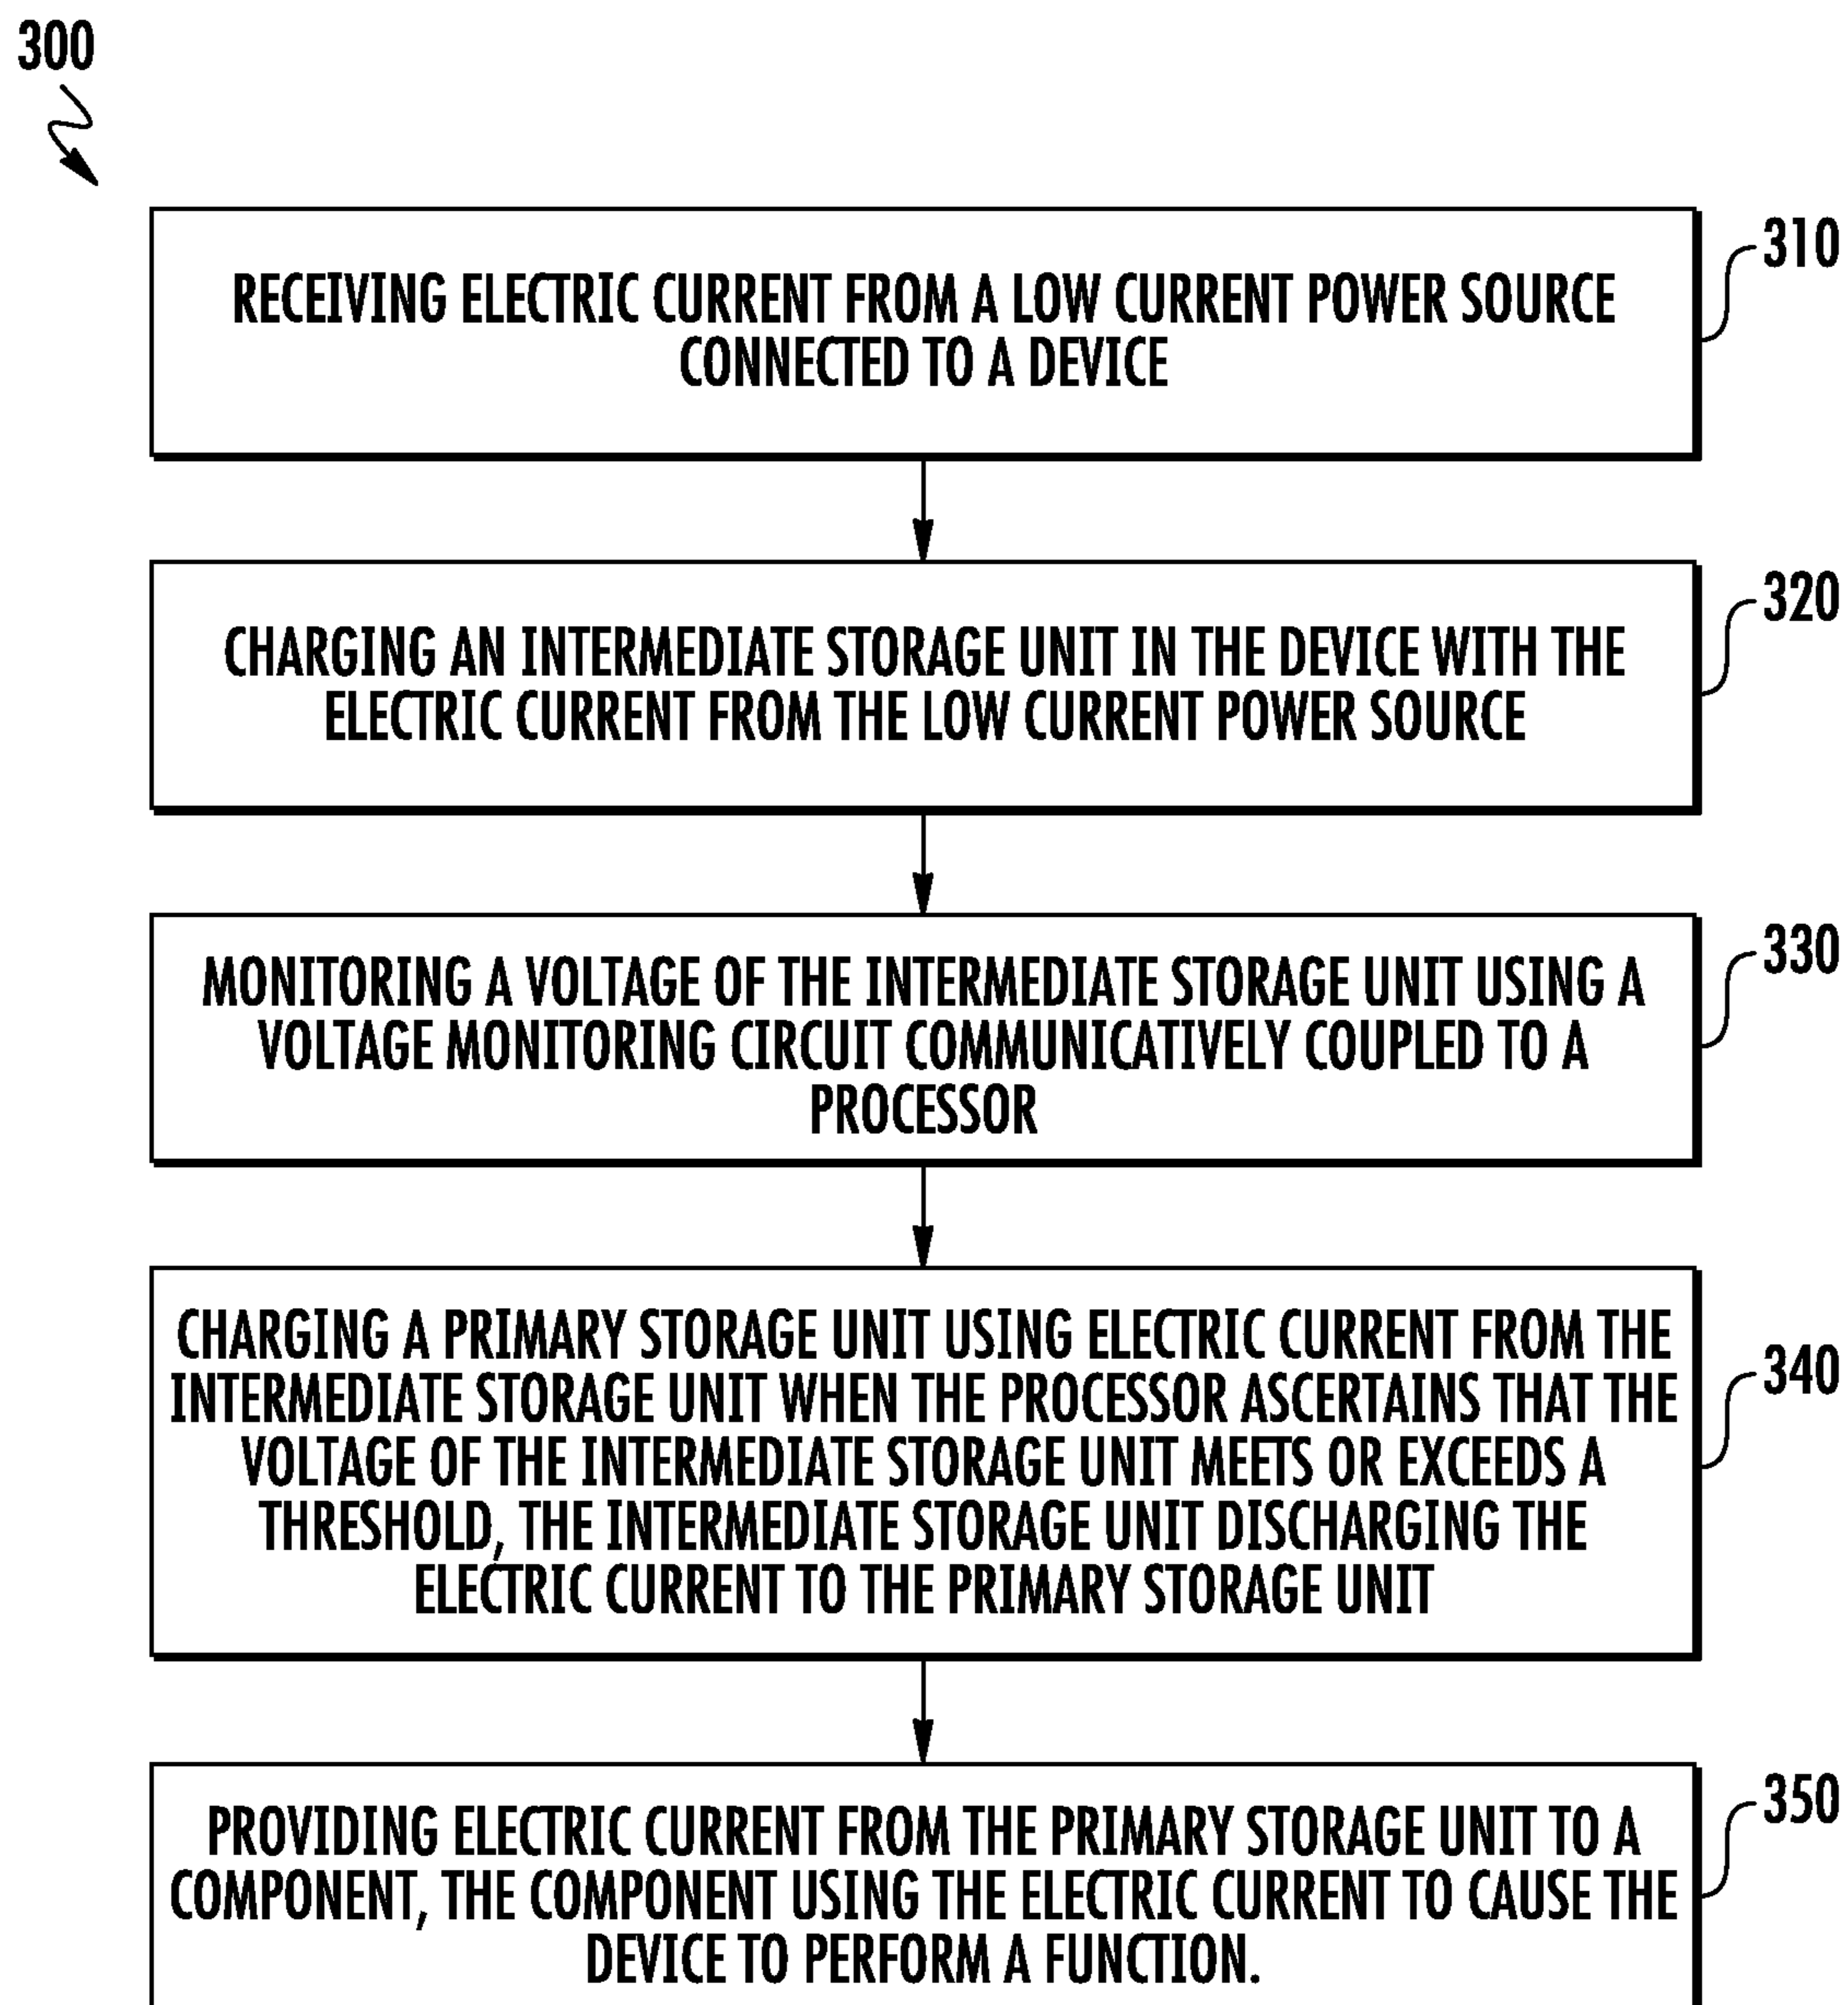 300
RECEIVING ELECTRIC CURRENT FROM A LOW CURRENT POWER SOURCE
CONNECTED TO A DEVICE
310
CHARGING AN INTERMEDIATE STORAGE UNIT IN THE DEVICE WITH THE
ELECTRIC CURRENT FROM THE LOW CURRENT POWER SOURCE
320
MONITORING A VOLTAGE OF THE INTERMEDIATE STORAGE UNIT USING A
VOLTAGE MONITORING CIRCUIT COMMUNICATIVELY COUPLED TO A
PROCESSOR
330
CHARGING A PRIMARY STORAGE UNIT USING ELECTRIC CURRENT FROM THE
INTERMEDIATE STORAGE UNIT WHEN THE PROCESSOR ASCERTAINS THAT THE
VOLTAGE OF THE INTERMEDIATE STORAGE UNIT MEETS OR EXCEEDS A
THRESHOLD, THE INTERMEDIATE STORAGE UNIT DISCHARGING THE
ELECTRIC CURRENT TO THE PRIMARY STORAGE UNIT
340
PROVIDING ELECTRIC CURRENT FROM THE PRIMARY STORAGE UNIT TO A
COMPONENT, THE COMPONENT USING THE ELECTRIC CURRENT TO CAUSE THE
DEVICE TO PERFORM A FUNCTION.
350